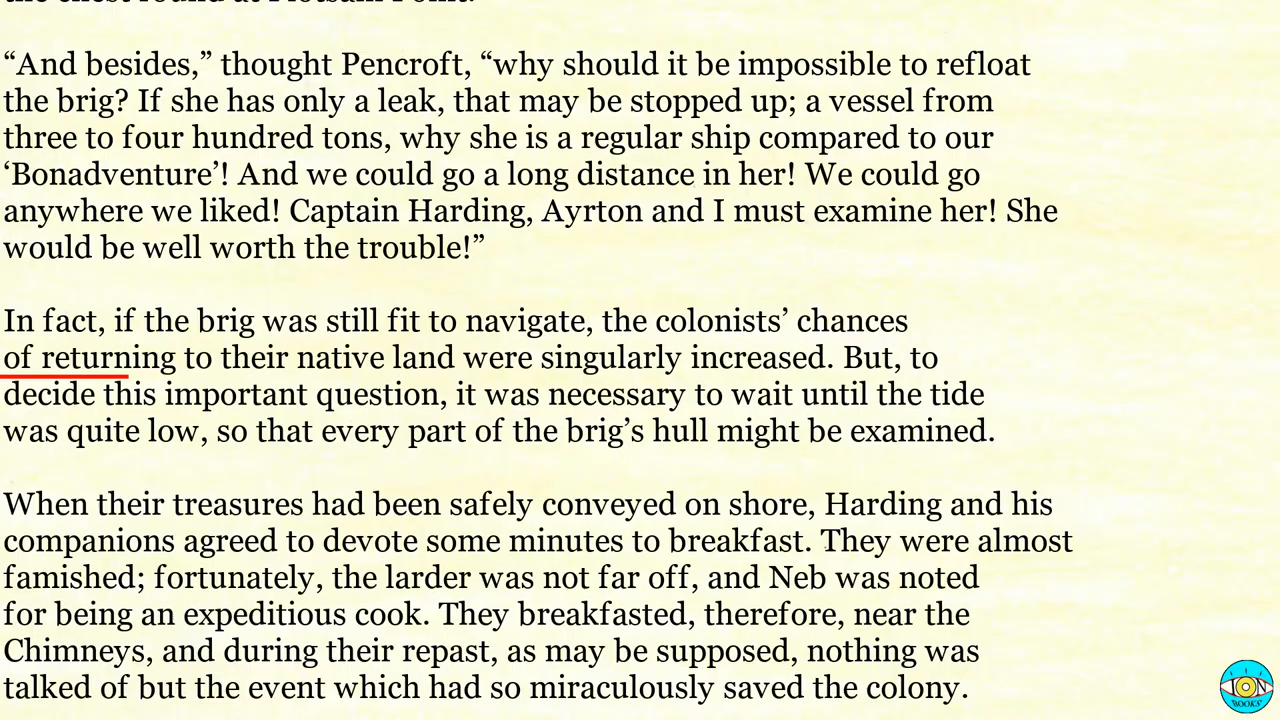 “And besides,” thought Pencroft, “why should it be impossible to refloat
the brig? If she has only a leak, that may be stopped up; a vessel from
three to four hundred tons, why she is a regular ship compared to our
‘Bonadventure’! And we could go a long distance in her! We could go
anywhere we liked! Captain Harding, Ayrton and I must examine her! She
would be well worth the trouble!”
In fact, if the brig was still fit to navigate, the colonists’ chances
of returning to their native land were singularly increased. But, to
decide this important question, it was necessary to wait until the tide
was quite low, so that every part of the brig’s hull might be examined.
When their treasures had been safely conveyed on shore, Harding and his
companions agreed to devote some minutes to breakfast. They were almost
famished; fortunately, the larder was not far off, and Neb was noted
for being an expeditious cook. They breakfasted, therefore, near the
Chimneys, and during their repast, as may be supposed, nothing was
talked of but the event which had so miraculously saved the colony.
ION
BOOKS